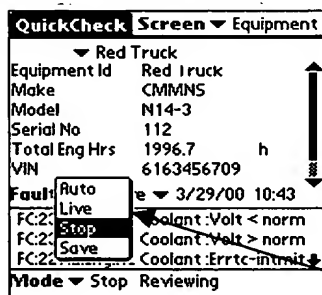 QuickCheck Screen Equipment
Red Truck
Equipment Id Red Truck
Make CMMNS
Model N14-3
Serial No 112
Total Eng Hrs 1996.7 h
VIN 6163456709
Fault 3/29/00 10:43
Auto
Live
Stop
Save
Coolant :Volt < norm
Coolant :Volt > norm
Coolant :Errtc-intmit
Mode Stop Reviewing